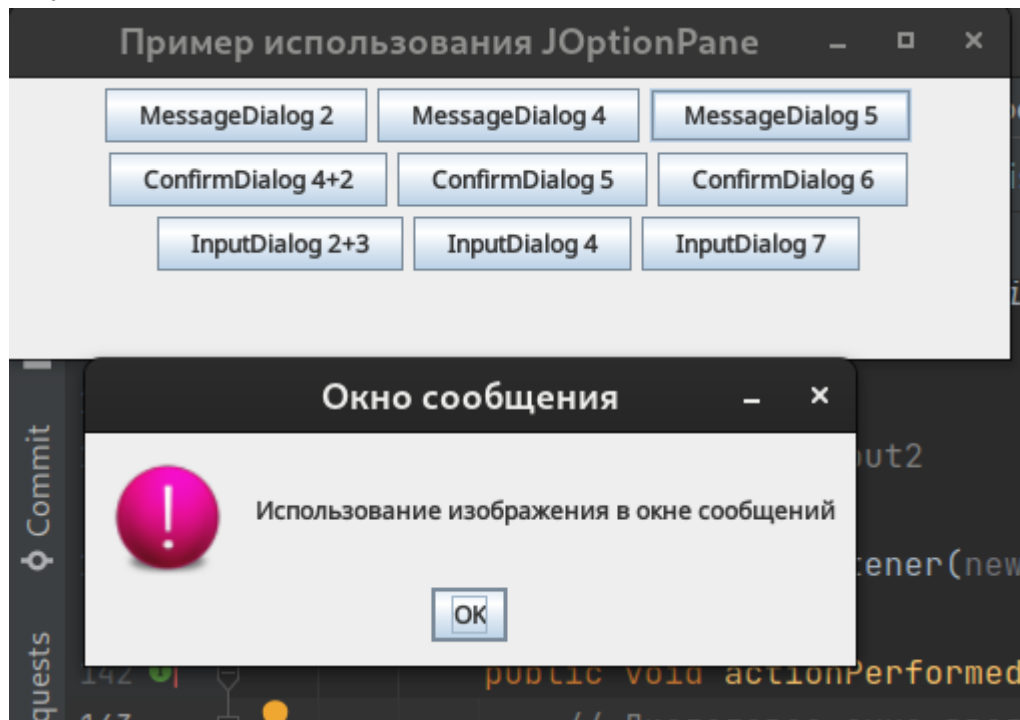 Пример использования JOptionPane
MessageDialog 2 MessageDialog 4 MessageDialog 5
ConfirmDialog 4+2 ConfirmDialog 5 ConfirmDialog 6
InputDialog 2+3 InputDialog 4 InputDialog 7
Окно сообщения
Commit
ut2
Использование изображения в окне сообщений
tener(new
OK
quests
142 public void actionPerformed